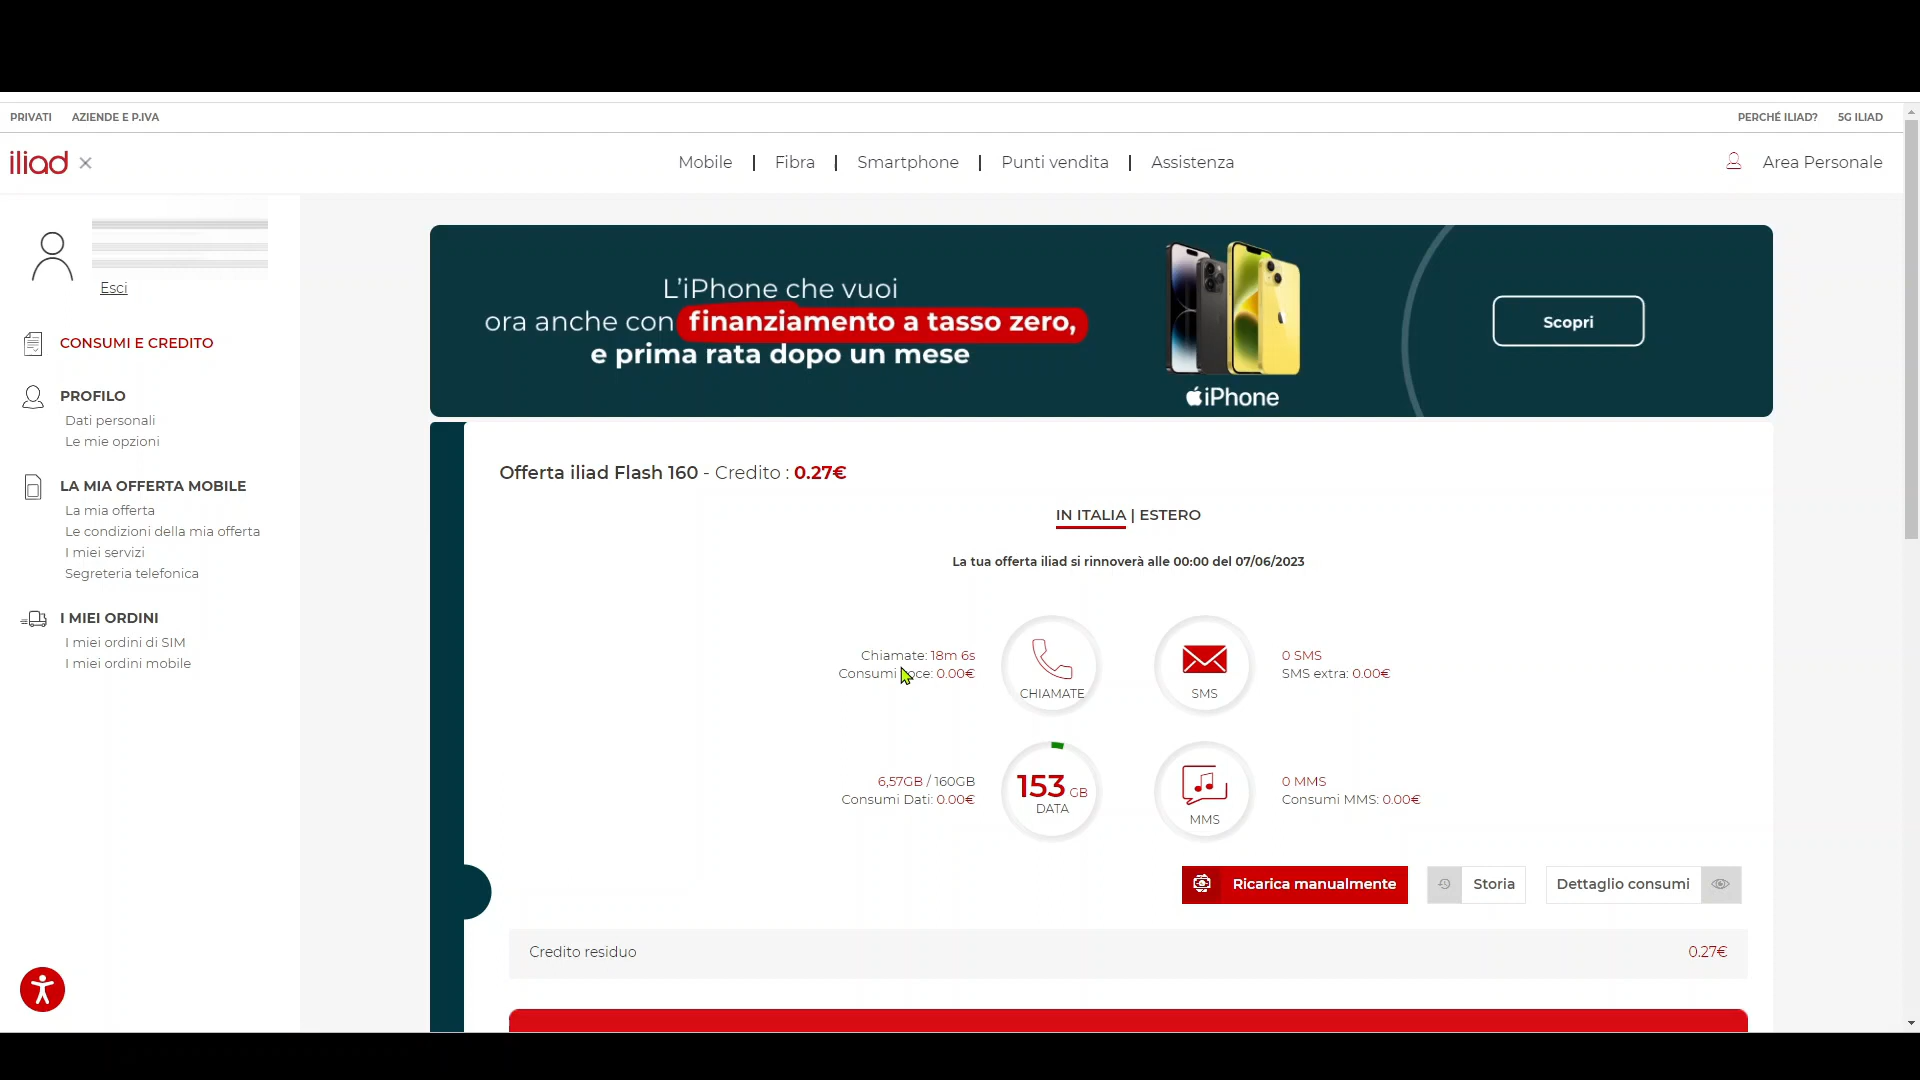 PRIVATI AZIENDE E P.IVA PERCHÉ ILIAD? 5G ILIAD
iliad Mobile | Fibra | Smartphone | Punti vendita | Assistenza Area Personale
Esci
CONSUMI E CREDITO
PROFILO
Dati personali
Le mie opzioni
LA MIA OFFERTA MOBILE
La mia offerta
Le condizioni della mia offerta
I miei servizi
Segreteria telefonica
I MIEI ORDINI
I miei ordini di SIM
I miei ordini mobile
L'iPhone che vuoi
ora anche con finanziamento a tasso zero,
e prima rata dopo un mese
iPhone
Scopri
Offerta iliad Flash 160 - Credito : 0.27€
IN ITALIA | ESTERO
La tua offerta iliad si rinnoverà alle 00:00 del 07/06/2023
Chiamate: 18m 6s
Consumi oce: 0.00€
CHIAMATE
SMS
0 SMS
SMS extra: 0.00€
6,57GB / 160GB
Consumi Dati: 0.00€
153 GB
DATA
MMS
0 MMS
Consumi MMS: 0.00€
Ricarica manualmente Storia Dettaglio consumi
Credito residuo 0.27€